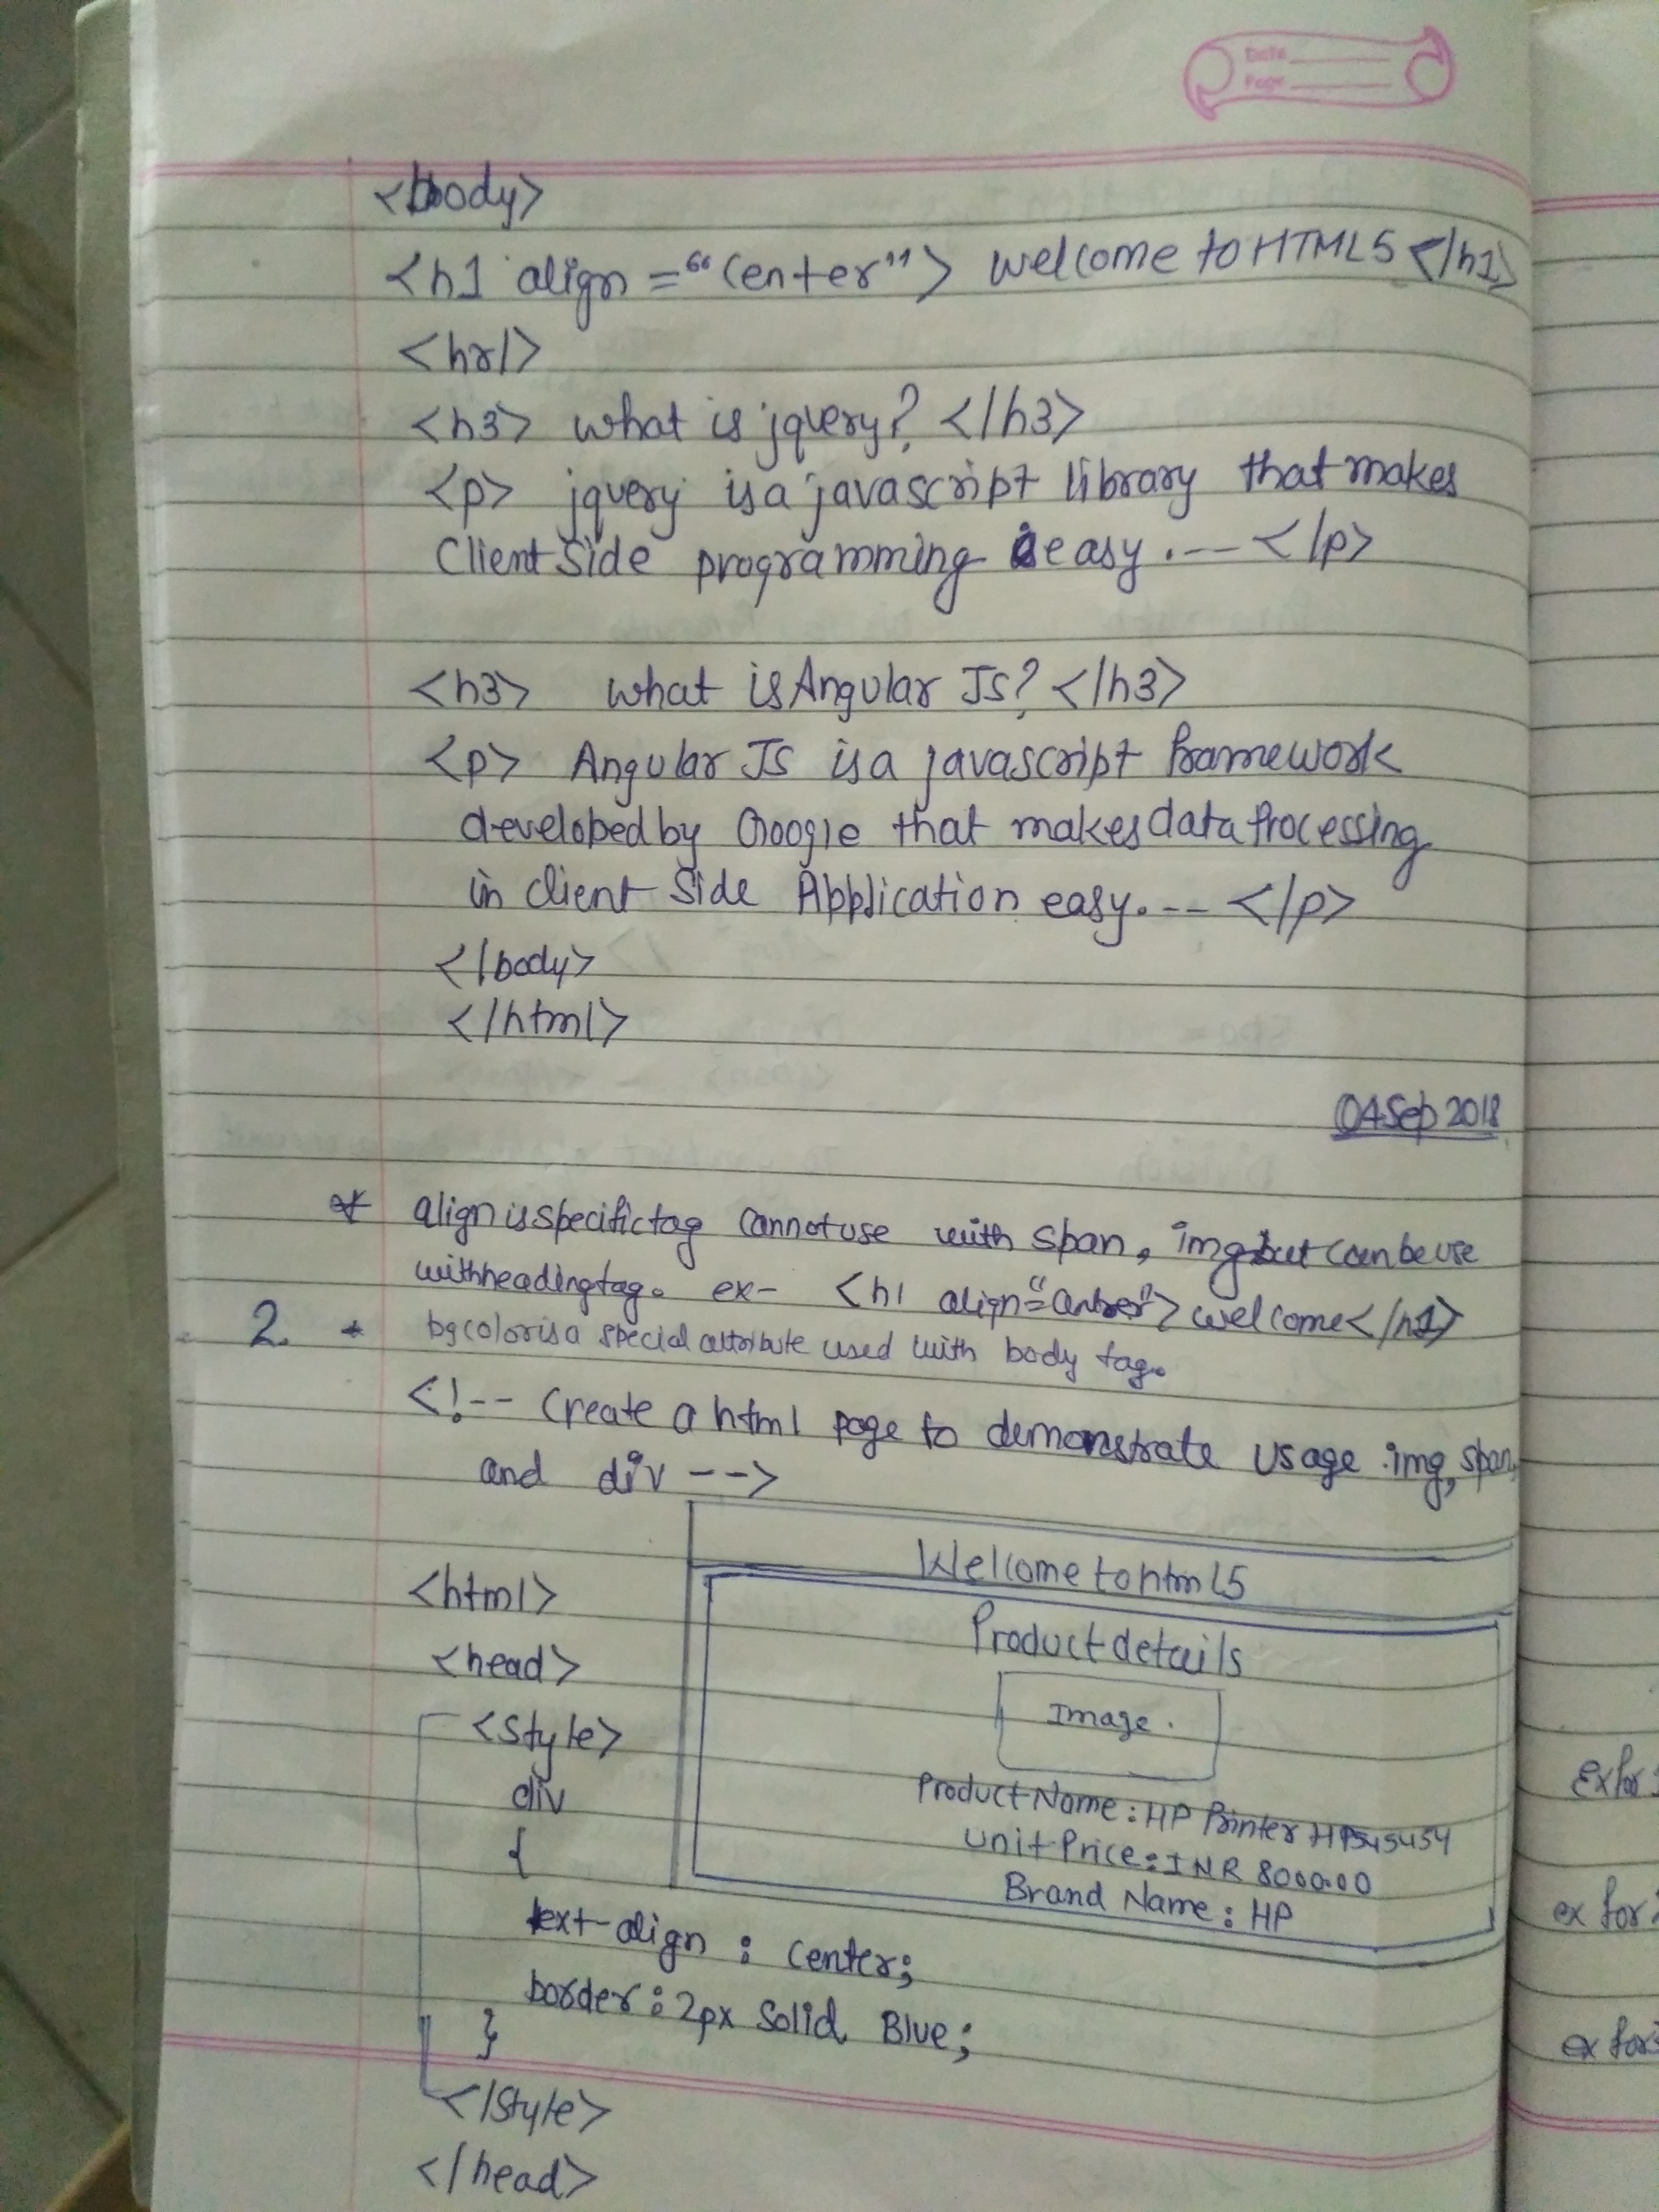 Date
Page
<body>
<h1 align="Center"> Welcome to HTML5 </h1>
<hr/>
<h3> what is jquery? </h3>
<p> jquery is a javascript library that makes
Client Side programming easy.-- </p>
<h3> what is Angular JS? </h3>
<p> Angular JS is a javascript framework
developed by Google that makes data Processing
in client Side Application easy.-- </p>
</body>
</html>
04 Sep 2018
* align is specific tag cannot use with span, img but can be use
with heading tag. ex- <h1 align="center"> welcome </h1>
2. * bgcolor is a special attribute used with body tag.
<!-- Create a html page to demonstrate usage img, span,
and div -->
Welcome to html5
<html>
Product details
<head>
Image.
<Style>
div
Product Name: HP Printer HP545454
{
Unit Price: INR 8000.00
Brand Name: HP
text-align: Center;
border: 2px Solid Blue;
}
</Style>
</head>
ex for
ex for
ex for